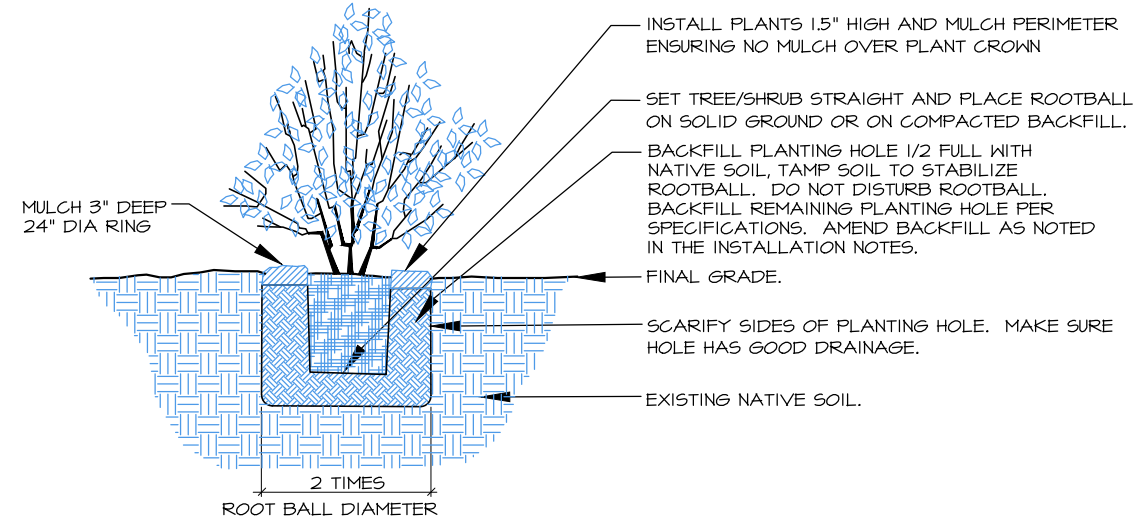 INSTALL PLANTS 1.5" HIGH AND MULCH PERIMETER
ENSURING NO MULCH OVER PLANT CROWN
SET TREE/SHRUB STRAIGHT AND PLACE ROOTBALL
ON SOLID GROUND OR ON COMPACTED BACKFILL.
BACKFILL PLANTING HOLE 1/2 FULL WITH
NATIVE SOIL, TAMP SOIL TO STABILIZE
ROOTBALL. DO NOT DISTURB ROOTBALL.
BACKFILL REMAINING PLANTING HOLE PER
SPECIFICATIONS. AMEND BACKFILL AS NOTED
IN THE INSTALLATION NOTES.
MULCH 3" DEEP
24" DIA RING
FINAL GRADE.
SCARIFY SIDES OF PLANTING HOLE. MAKE SURE
HOLE HAS GOOD DRAINAGE.
EXISTING NATIVE SOIL.
2 TIMES
ROOT BALL DIAMETER